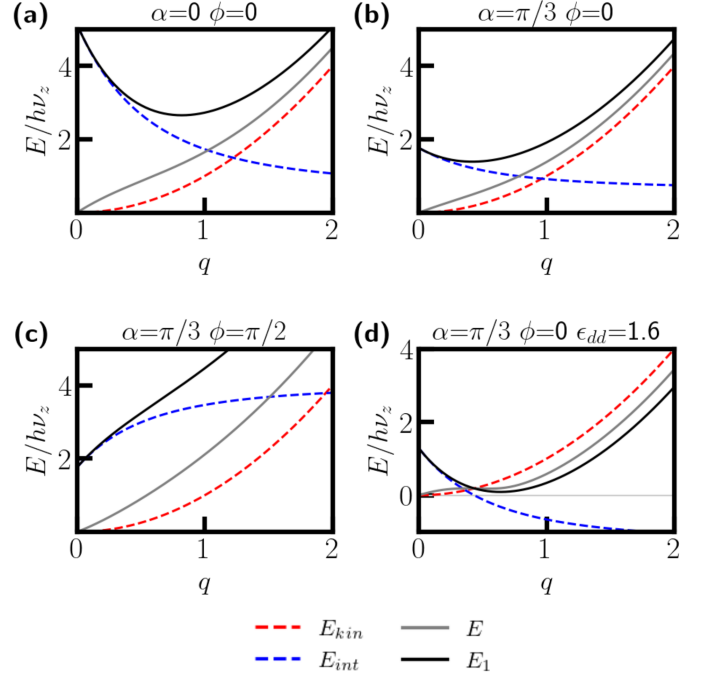 (a) α=0 ϕ=0
E/hν_z
4
2
0 1 2
q
(b) α=π/3 ϕ=0
E/hν_z
4
2
0 1 2
q
(c) α=π/3 ϕ=π/2
E/hν_z
4
2
0 1 2
q
(d) α=π/3 ϕ=0 ϵ_dd=1.6
E/hν_z
4
2
0
0 1 2
q
E_kin E
E_int E_1